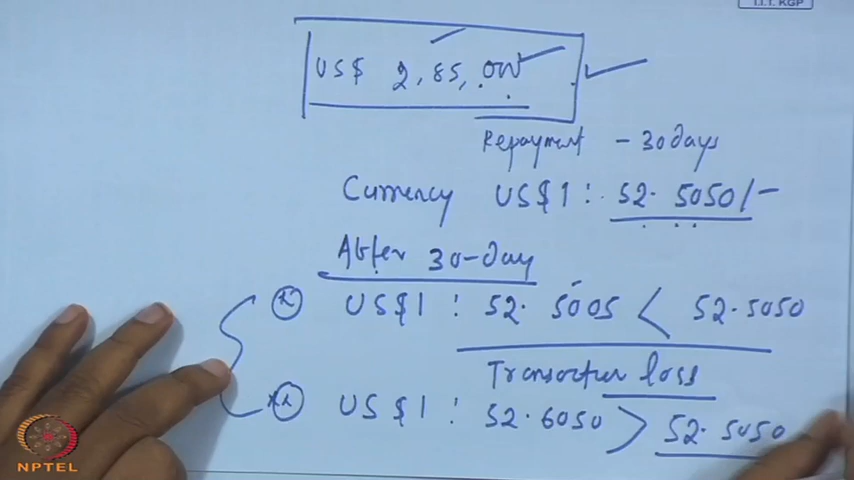 I.I.T. KGP
US$ 2,85,000
Repayment - 30days
Currency US$1 : 52.5050/-
After 30-day
* US$1 : 52.5005 < 52.5050
Transaction loss
** US$1 : 52.6050 > 52.5050
NPTEL